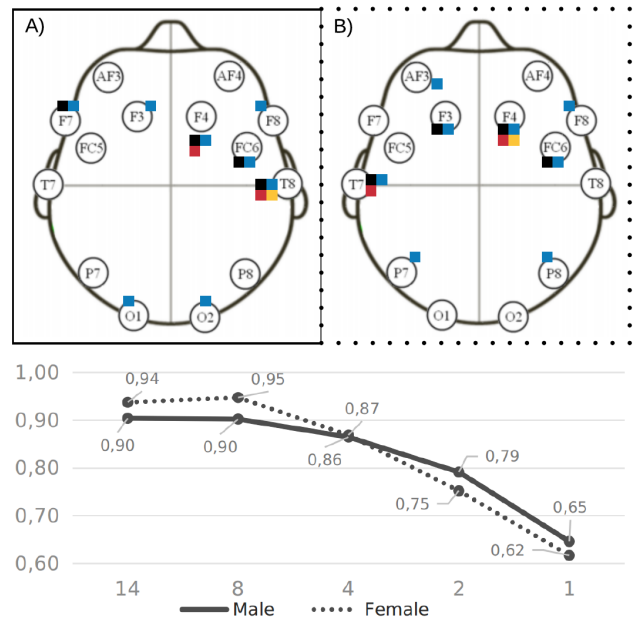 A) B)
AF3 AF4 AF3 AF4
F7 F3 F4 F8 F7 F3 F4 F8
FC5 FC6 FC5 FC6
T7 T8 T7 T8
P7 P8 P7 P8
O1 O2 O1 O2
1,00
0,94 0,95
0,90 0,87
0,90 0,90 0,86
0,80 0,79
0,75
0,70 0,65
0,62
0,60
14 8 4 2 1
Male Female